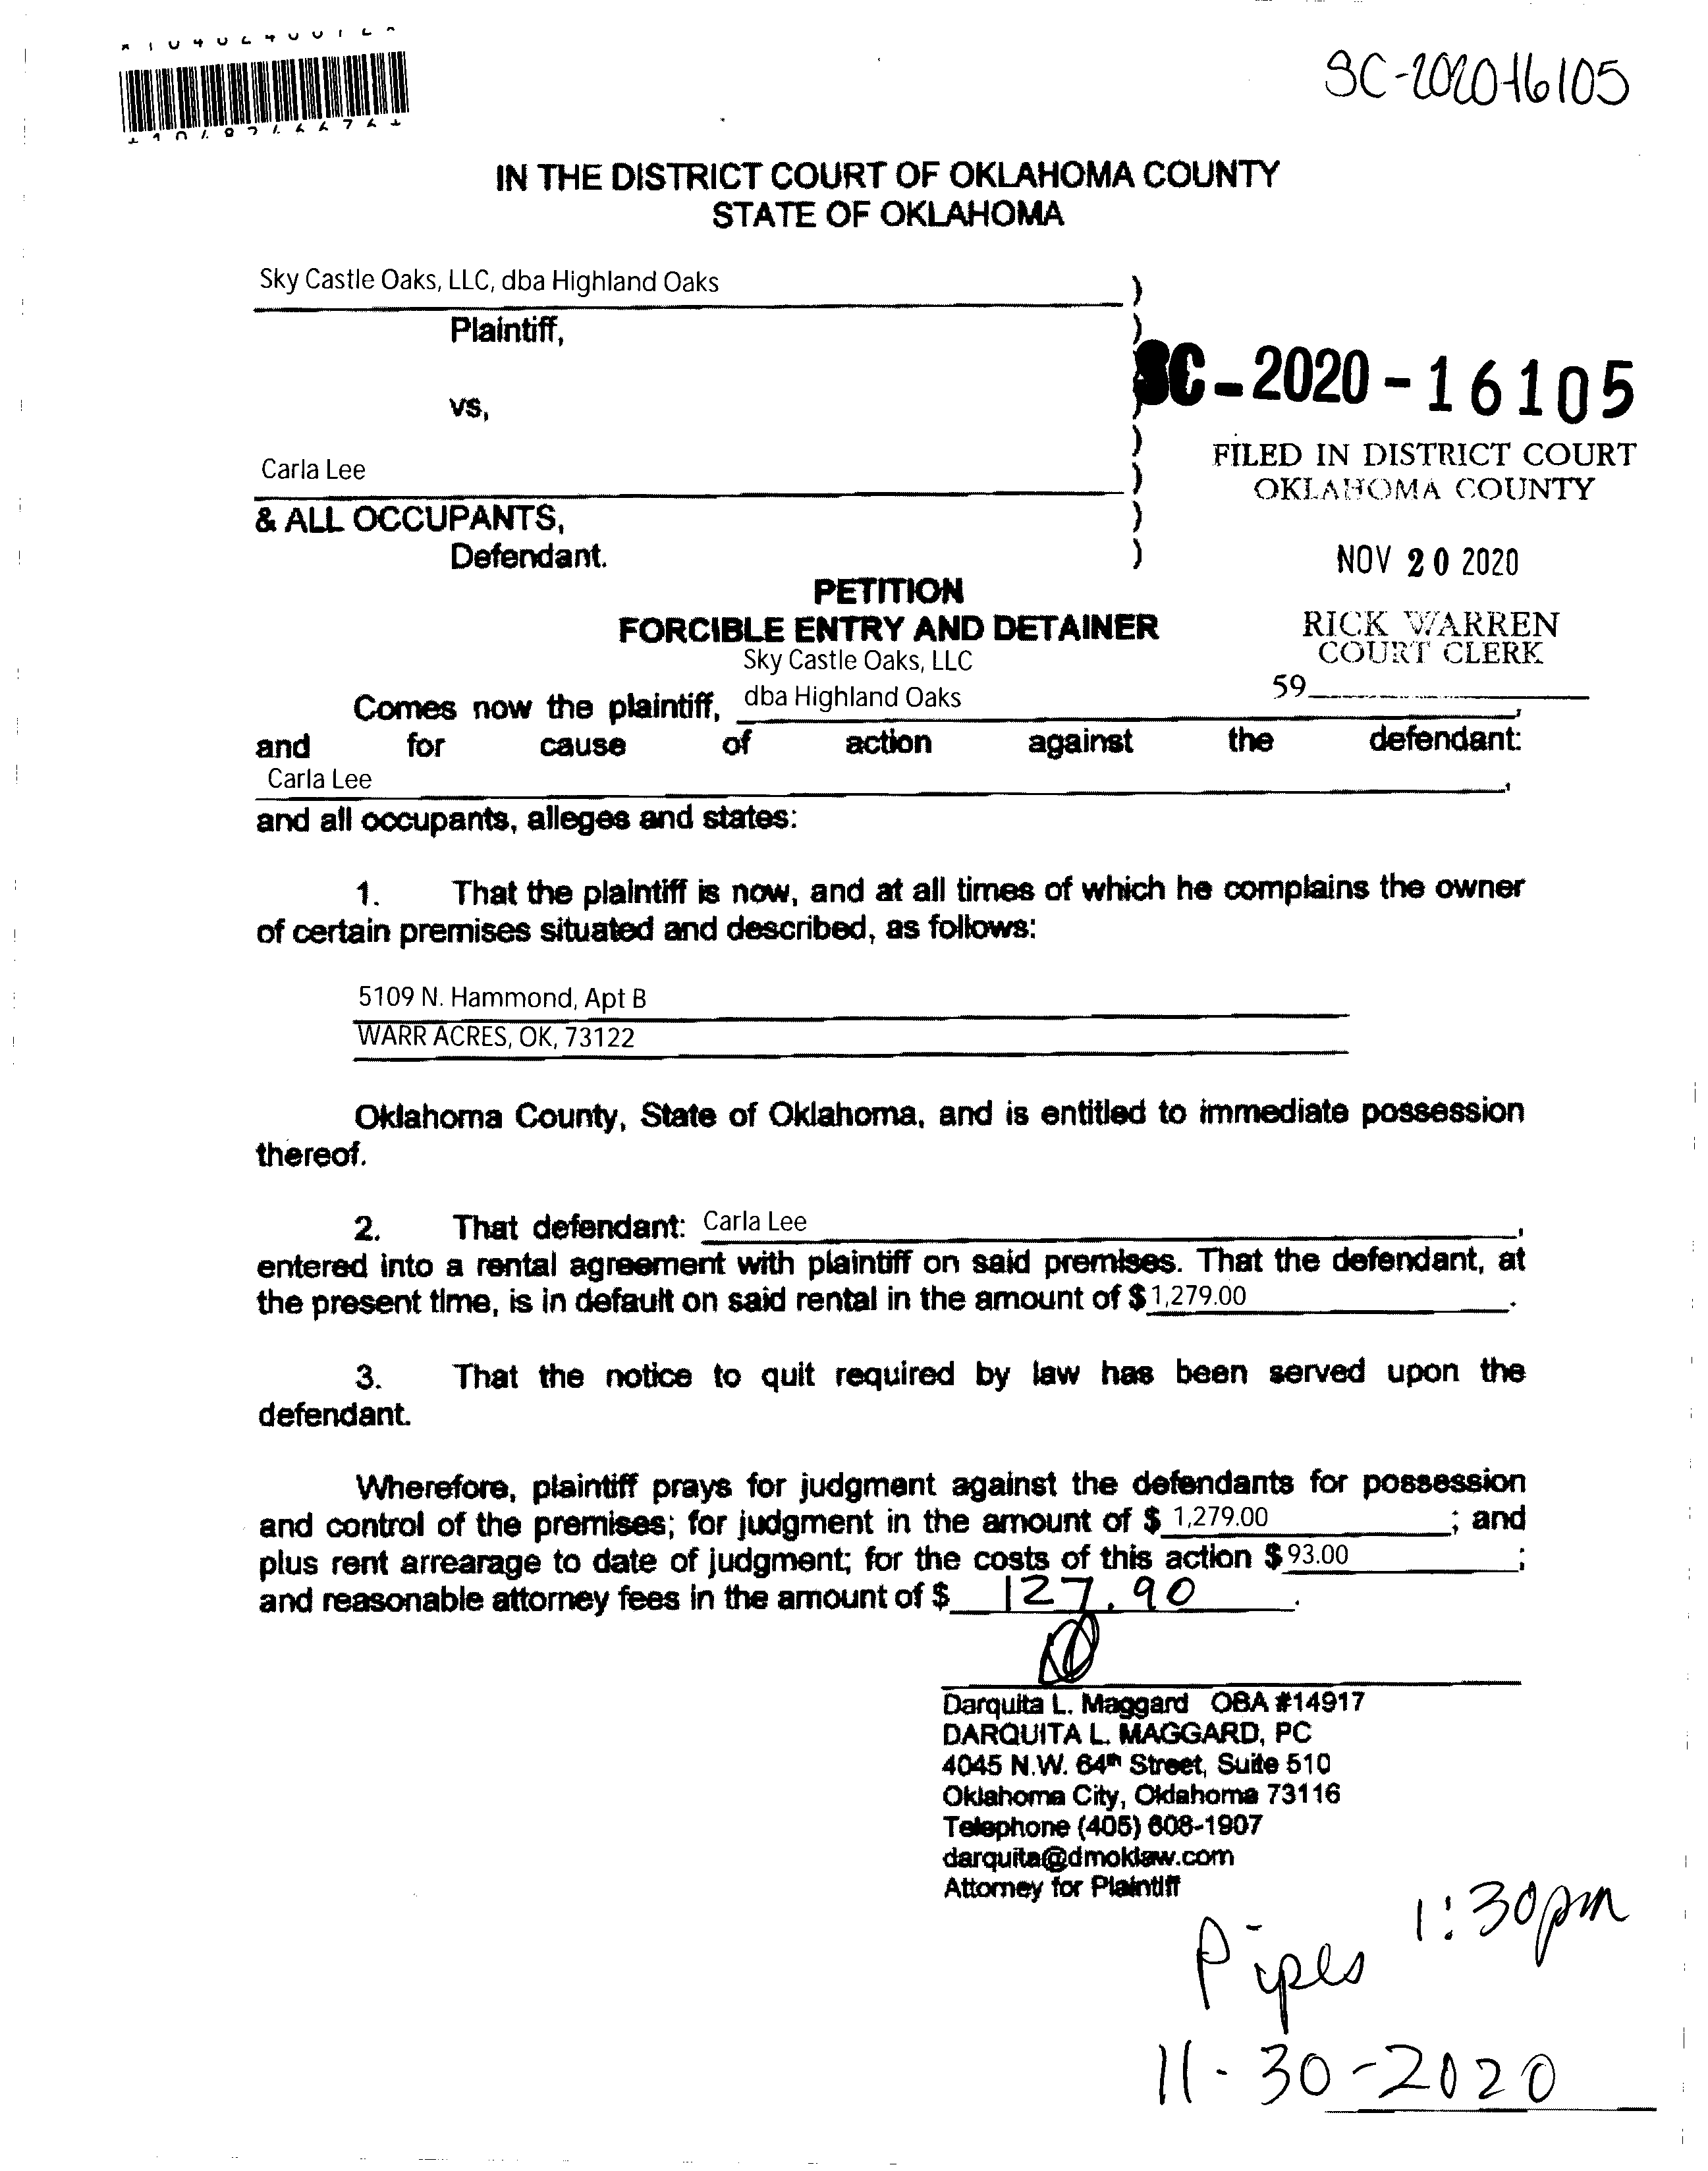 SC-2020-16105
IN THE DISTRICT COURT OF OKLAHOMA COUNTY
STATE OF OKLAHOMA
Sky Castle Oaks, LLC, dba Highland Oaks )
Plaintiff, )
SC-2020-16105
vs,
)
FILED IN DISTRICT COURT
OKLAHOMA COUNTY
Carla Lee )
& ALL OCCUPANTS, )
Defendant. )
NOV 20 2020
PETITION
FORCIBLE ENTRY AND DETAINER
RICK WARREN
COURT CLERK
59
Sky Castle Oaks, LLC
Comes now the plaintiff, dba Highland Oaks,
and for cause of action against the defendant:
Carla Lee,
and all occupants, alleges and states:
1. That the plaintiff is now, and at all times of which he complains the owner
of certain premises situated and described, as follows:
5109 N. Hammond, Apt B
WARR ACRES, OK, 73122
Oklahoma County, State of Oklahoma, and is entitled to immediate possession
thereof.
2. That defendant: Carla Lee,
entered into a rental agreement with plaintiff on said premises. That the defendant, at
the present time, is in default on said rental in the amount of $1,279.00.
3. That the notice to quit required by law has been served upon the
defendant.
Wherefore, plaintiff prays for judgment against the defendants for possession
and control of the premises; for judgment in the amount of $ 1,279.00; and
plus rent arrearage to date of judgment; for the costs of this action $93.00;
and reasonable attorney fees in the amount of $ 127.90.
Darquita L. Maggard OBA #14917
DARQUITA L. MAGGARD, PC
4045 N.W. 64th Street, Suite 510
Oklahoma City, Oklahoma 73116
Telephone (405) 608-1907
darquita@dmoklaw.com
Attorney for Plaintiff
1:30pm
Pipes
11-30-2020